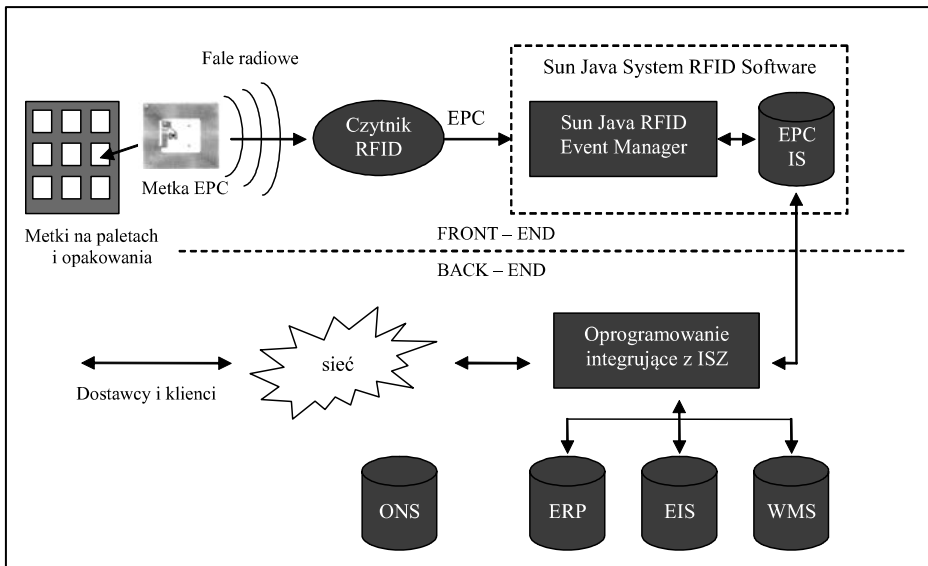 Fale radiowe
Sun Java System RFID Software
Czytnik
RFID
EPC
Sun Java RFID
Event Manager
EPC
IS
Metka EPC
Metki na paletach
i opakowania
FRONT – END
BACK – END
sieć
Oprogramowanie
integrujące z ISZ
Dostawcy i klienci
ONS
ERP
EIS
WMS